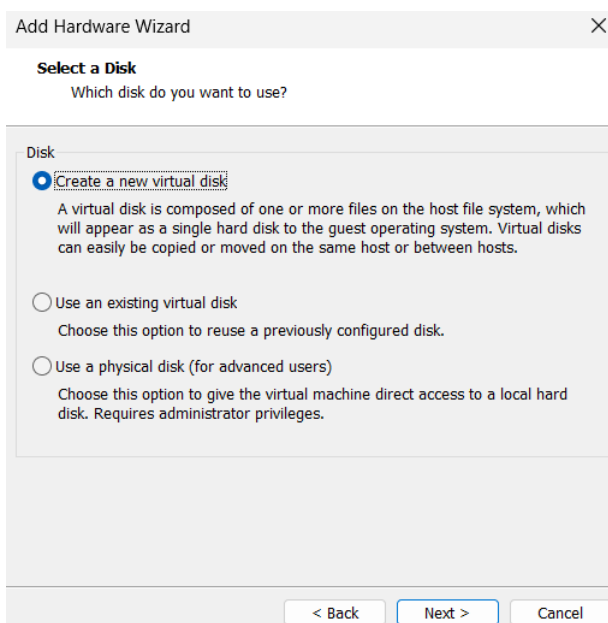 Add Hardware Wizard
Select a Disk
Which disk do you want to use?
Disk
Create a new virtual disk
A virtual disk is composed of one or more files on the host file system, which
will appear as a single hard disk to the guest operating system. Virtual disks
can easily be copied or moved on the same host or between hosts.
Use an existing virtual disk
Choose this option to reuse a previously configured disk.
Use a physical disk (for advanced users)
Choose this option to give the virtual machine direct access to a local hard
disk. Requires administrator privileges.
< Back Next > Cancel